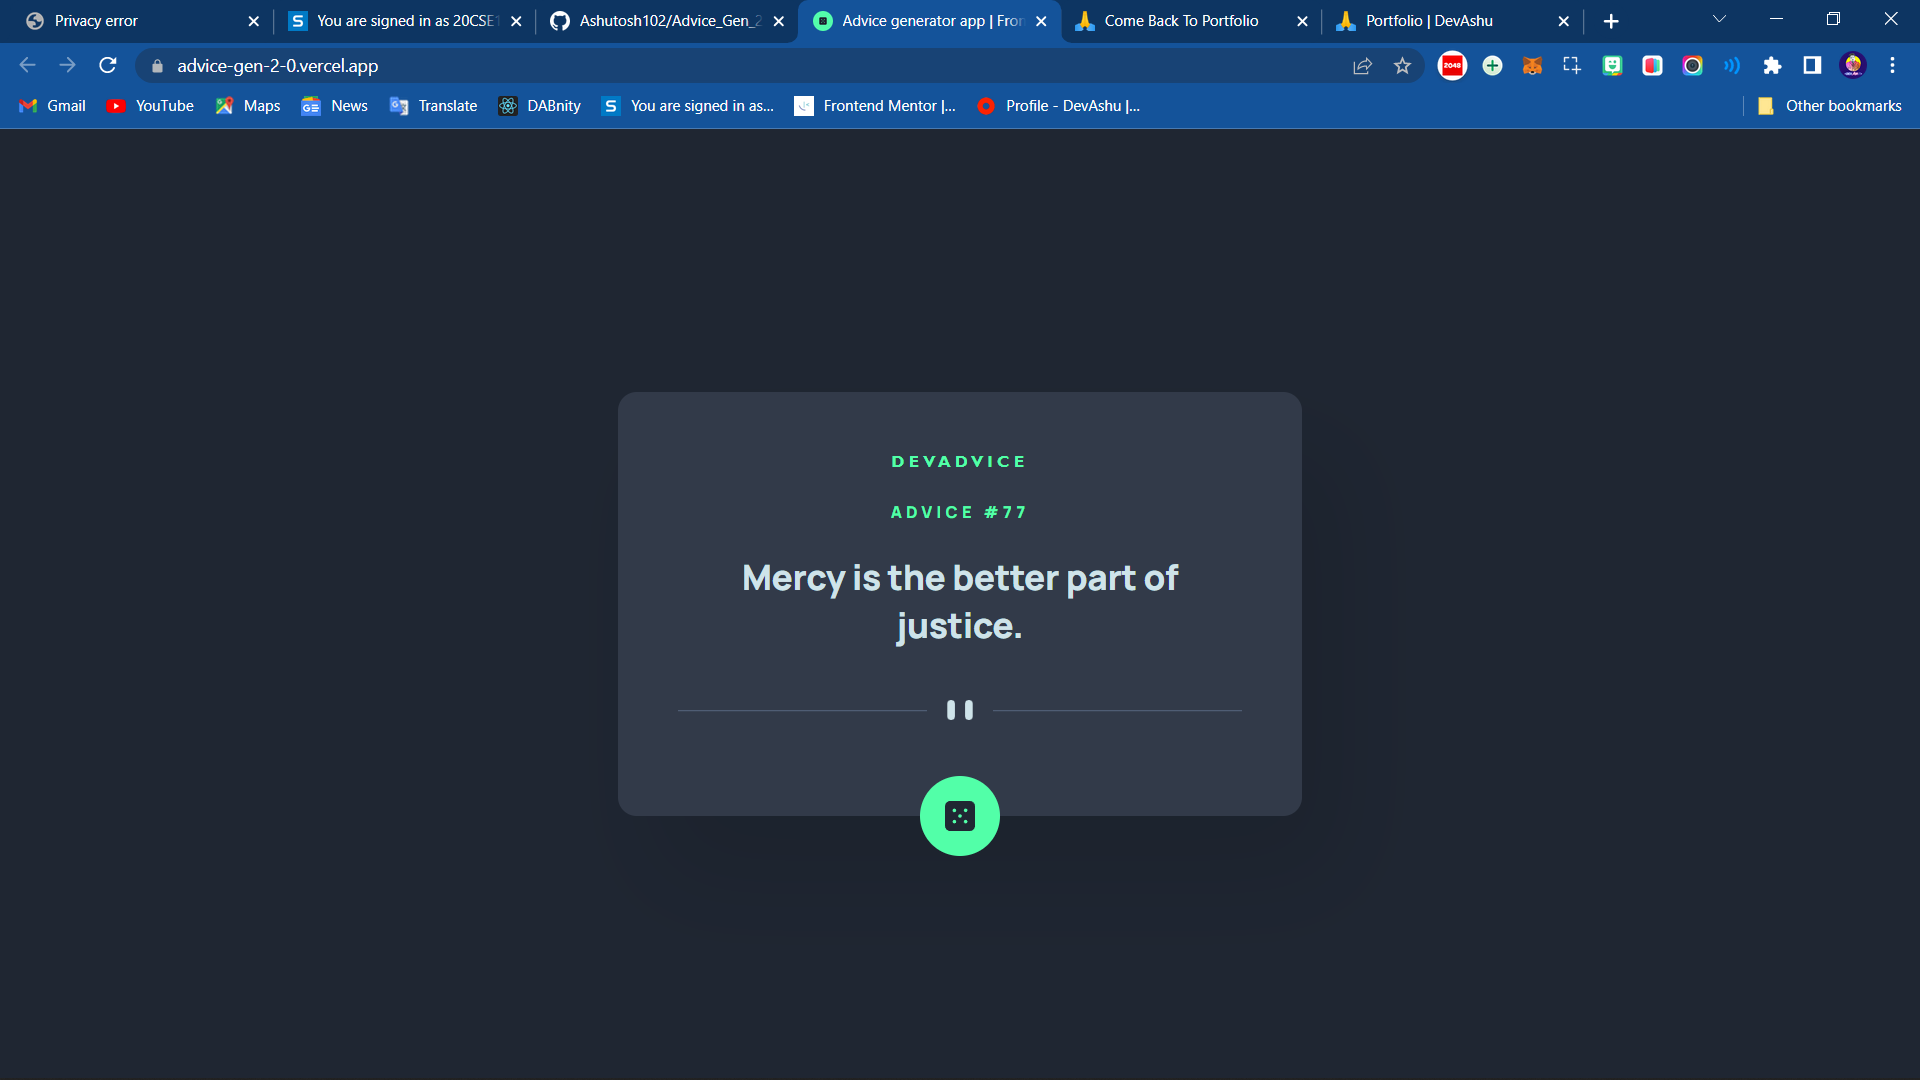 Privacy error
You are signed in as 20CSE1
Ashutosh102/Advice_Gen_2
Advice generator app | Fron
Come Back To Portfolio
Portfolio | DevAshu
advice-gen-2-0.vercel.app
2048
Gmail
YouTube
Maps
News
Translate
DABnity
You are signed in as...
Frontend Mentor |...
Profile - DevAshu |...
Other bookmarks
DEVADVICE
ADVICE #77
Mercy is the better part of
justice.